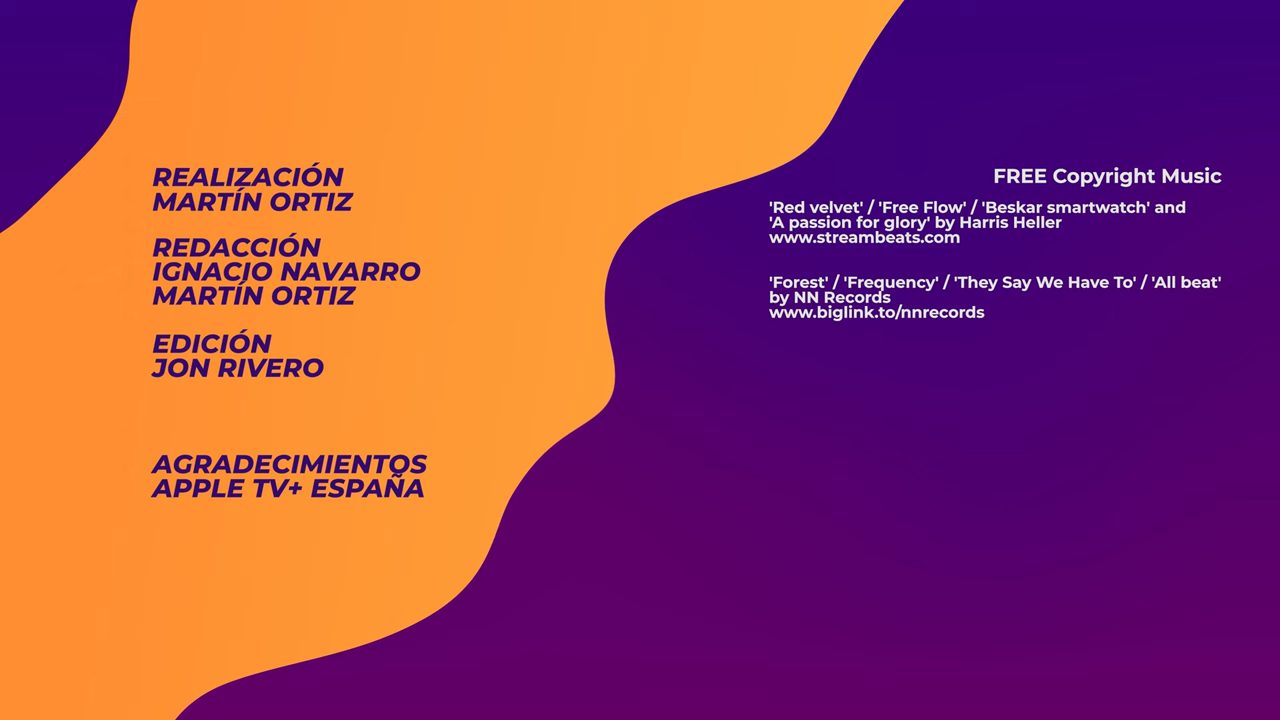 REALIZACIÓN
MARTÍN ORTIZ
REDACCIÓN
IGNACIO NAVARRO
MARTÍN ORTIZ
EDICIÓN
JON RIVERO
AGRADECIMIENTOS
APPLE TV+ ESPAÑA
FREE Copyright Music
'Red velvet' / 'Free Flow' / 'Beskar smartwatch' and
'A passion for glory' by Harris Heller
www.streambeats.com
'Forest' / 'Frequency' / 'They Say We Have To' / 'All beat'
by NN Records
www.biglink.to/nnrecords